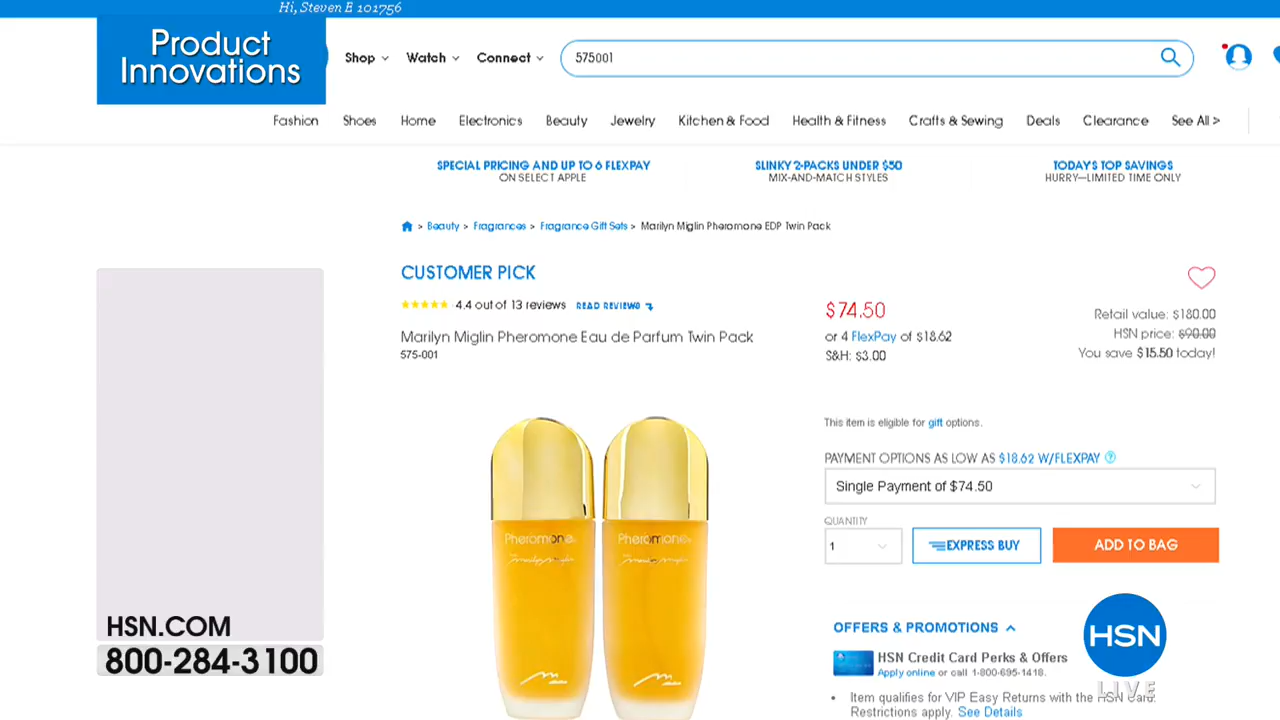 Hi, Steven E 101756
Product
Innovations
Shop
Watch
Connect
575001
Fashion
Shoes
Home
Electronics
Beauty
Jewelry
Kitchen & Food
Health & Fitness
Crafts & Sewing
Deals
Clearance
See All >
SPECIAL PRICING AND UP TO 6 FLEXPAY
ON SELECT APPLE
SLINKY 2-PACKS UNDER $50
MIX-AND-MATCH STYLES
TODAY'S TOP SAVINGS
HURRY—LIMITED TIME ONLY
> Beauty > Fragrances > Fragrance Gift Sets > Marilyn Miglin Pheromone EDP Twin Pack
CUSTOMER PICK
4.4 out of 13 reviews READ REVIEWS
Marilyn Miglin Pheromone Eau de Parfum Twin Pack
575-001
$74.50
or 4 FlexPay of $18.62
S&H: $3.00
Retail value: $180.00
HSN price: $90.00
You save $15.50 today!
This item is eligible for gift options.
PAYMENT OPTIONS AS LOW AS $18.62 W/FLEXPAY ?
Single Payment of $74.50
QUANTITY
1
EXPRESS BUY
ADD TO BAG
Pheromone
marilyn miglin
Pheromone
marilyn miglin
OFFERS & PROMOTIONS
HSN Credit Card Perks & Offers
Apply online or call 1-800-695-1418.
• Item qualifies for VIP Easy Returns with the HSN Card.
Restrictions apply. See Details
HSN
LIVE
HSN.COM
800-284-3100